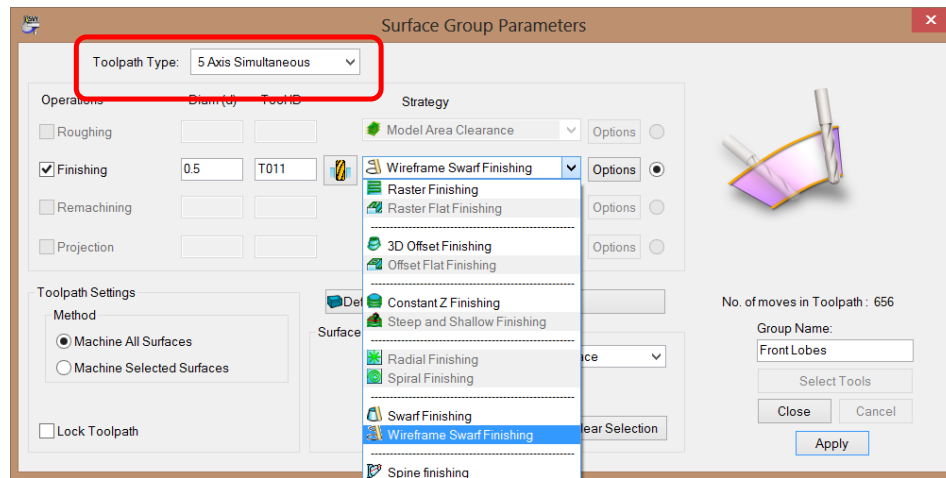 Surface Group Parameters
Toolpath Type: 5 Axis Simultaneous
Operations Diam (d) Tool ID Strategy
Roughing Model Area Clearance Options
Finishing 0.5 T011 Wireframe Swarf Finishing Options
Raster Finishing
Remachining Raster Flat Finishing Options
Projection 3D Offset Finishing Options
Offset Flat Finishing
Toolpath Settings
Constant Z Finishing No. of moves in Toolpath : 656
Method Steep and Shallow Finishing Group Name:
Surface
Machine All Surfaces Front Lobes
Machine Selected Surfaces Radial Finishing
Spiral Finishing Select Tools
Swarf Finishing Close Cancel
Lock Toolpath Wireframe Swarf Finishing Selection
Apply
Spine finishing